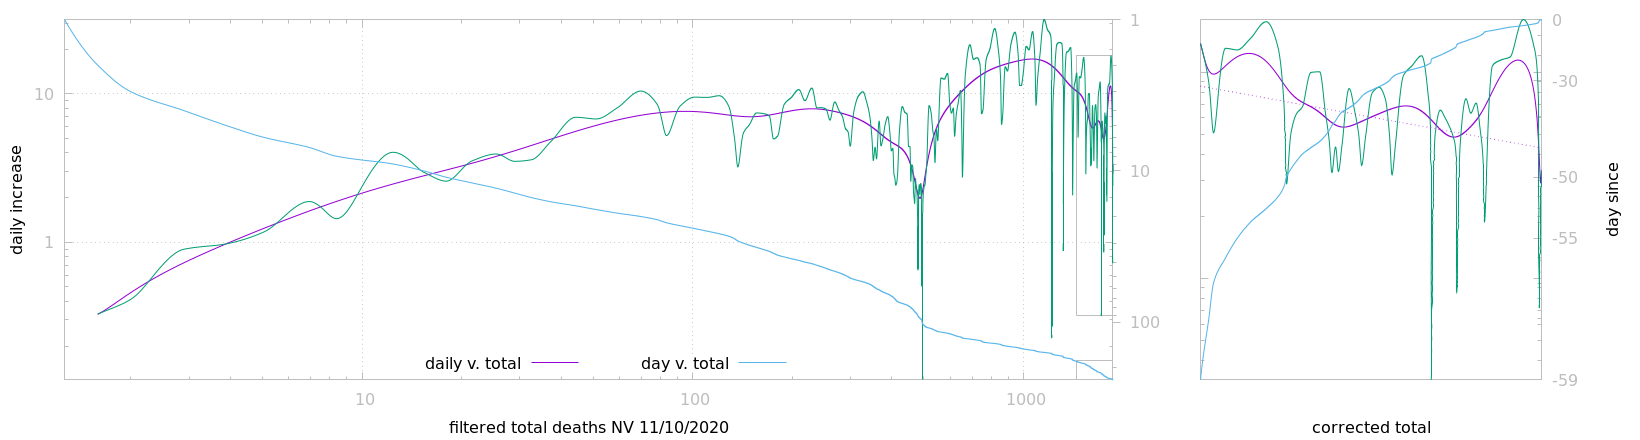 1
0
10
-30
10
daily increase
-50
day since
1
-55
100
daily v. total
day v. total
-59
10
100
1000
filtered total deaths NV 11/10/2020
corrected total